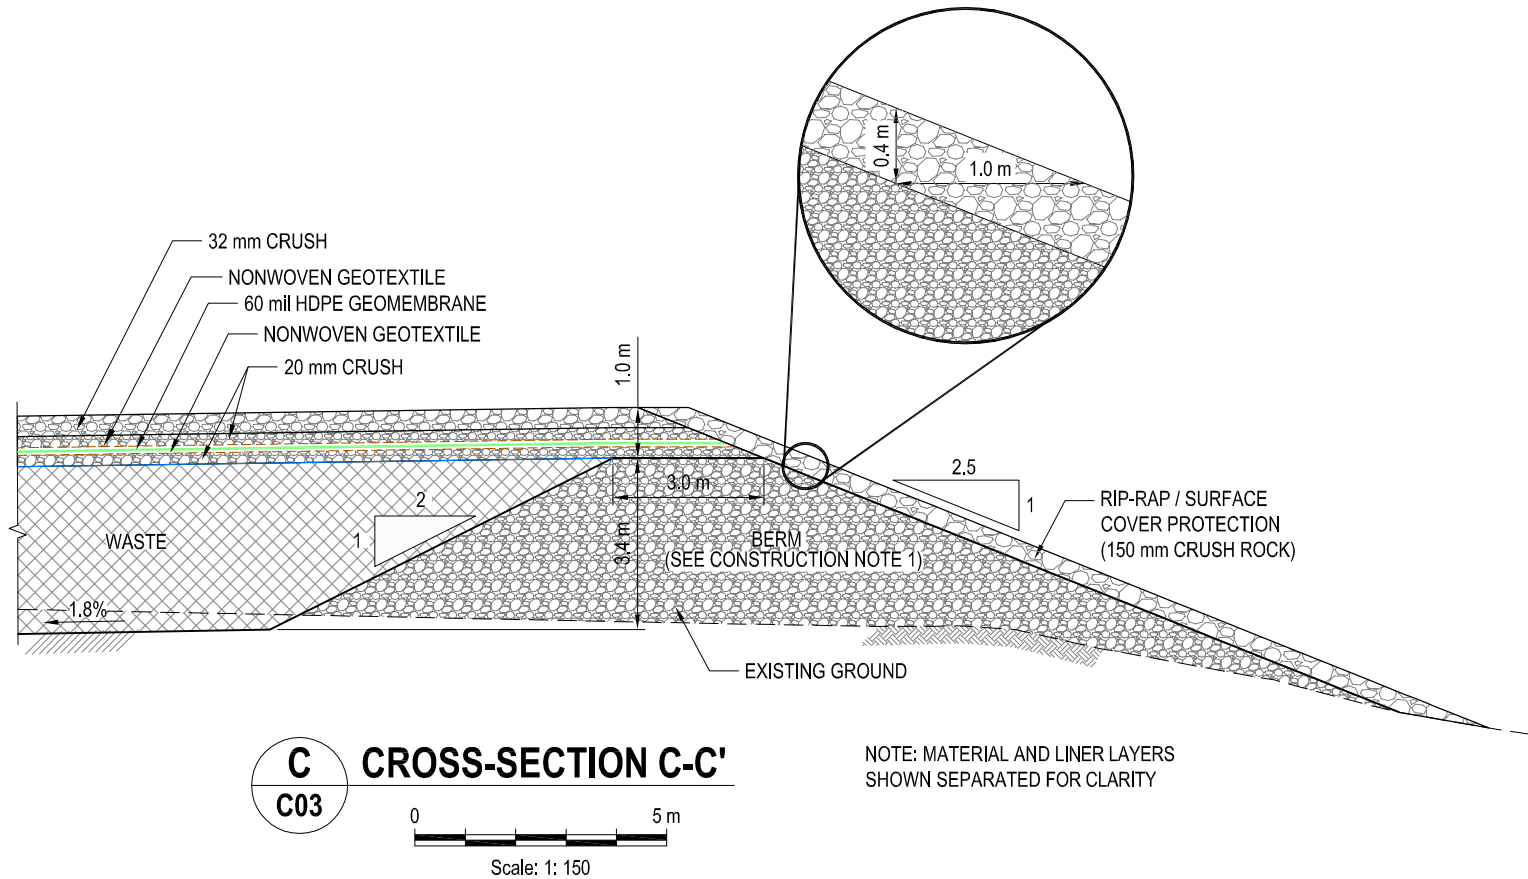 0.4 m
1.0 m
32 mm CRUSH
NONWOVEN GEOTEXTILE
60 mil HDPE GEOMEMBRANE
NONWOVEN GEOTEXTILE
20 mm CRUSH
1.0 m
2.5
1
3.0 m
2
1
RIP-RAP / SURFACE
COVER PROTECTION
(150 mm CRUSH ROCK)
WASTE
BERM
(SEE CONSTRUCTION NOTE 1)
3.4 m
1.8%
EXISTING GROUND
C
C03
CROSS-SECTION C-C'
NOTE: MATERIAL AND LINER LAYERS
SHOWN SEPARATED FOR CLARITY
0
5 m
Scale: 1: 150